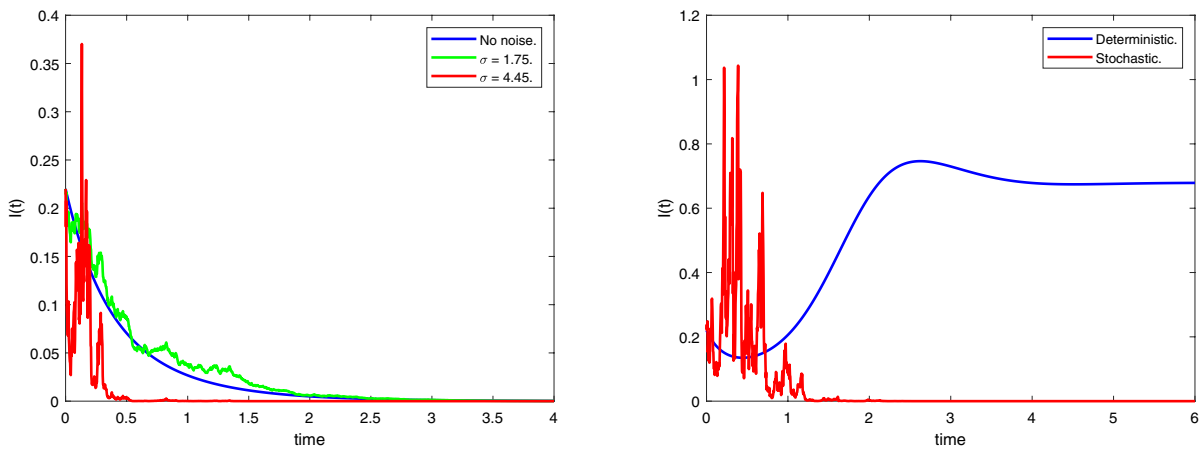 0.4
0.35
0.3
0.25
0.2
0.15
0.1
0.05
0
I(t)
0 0.5 1 1.5 2 2.5 3 3.5 4
time
No noise.
σ = 1.75.
σ = 4.45.
1.2
1
0.8
0.6
0.4
0.2
0
I(t)
0 1 2 3 4 5 6
time
Deterministic.
Stochastic.